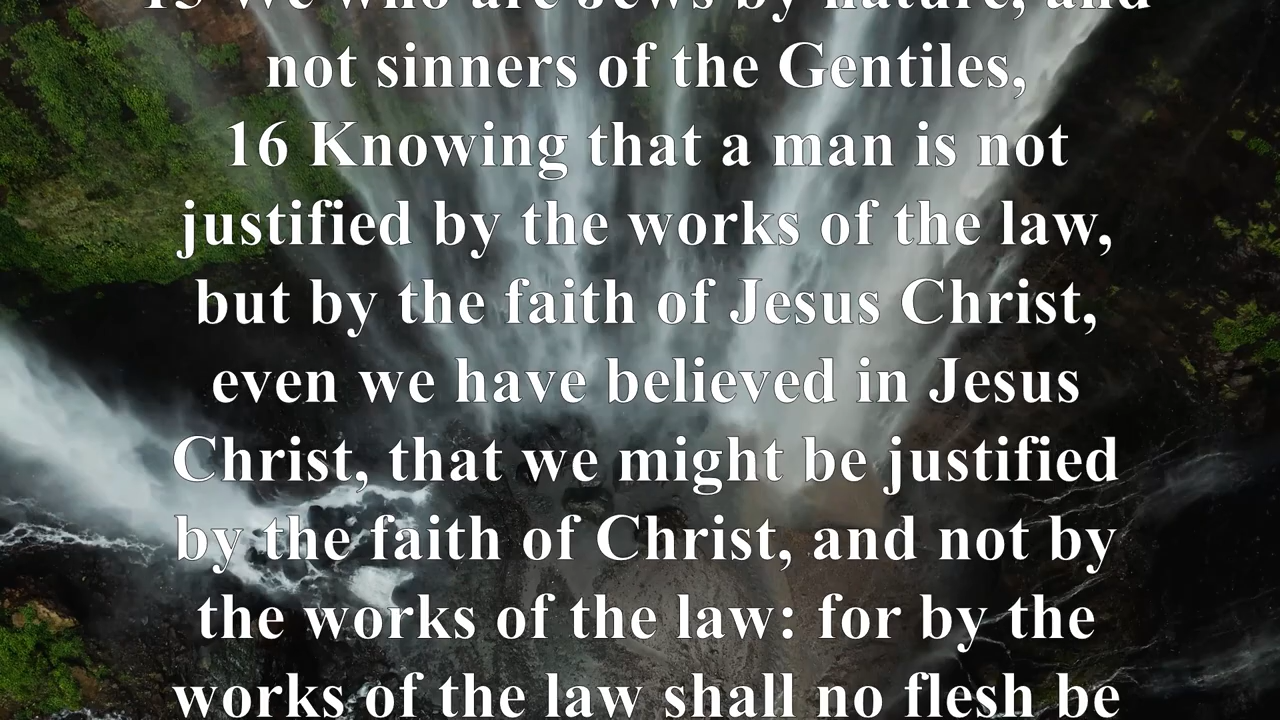 15 We who are Jews by nature, and
not sinners of the Gentiles,
16 Knowing that a man is not
justified by the works of the law,
but by the faith of Jesus Christ,
even we have believed in Jesus
Christ, that we might be justified
by the faith of Christ, and not by
the works of the law: for by the
works of the law shall no flesh be